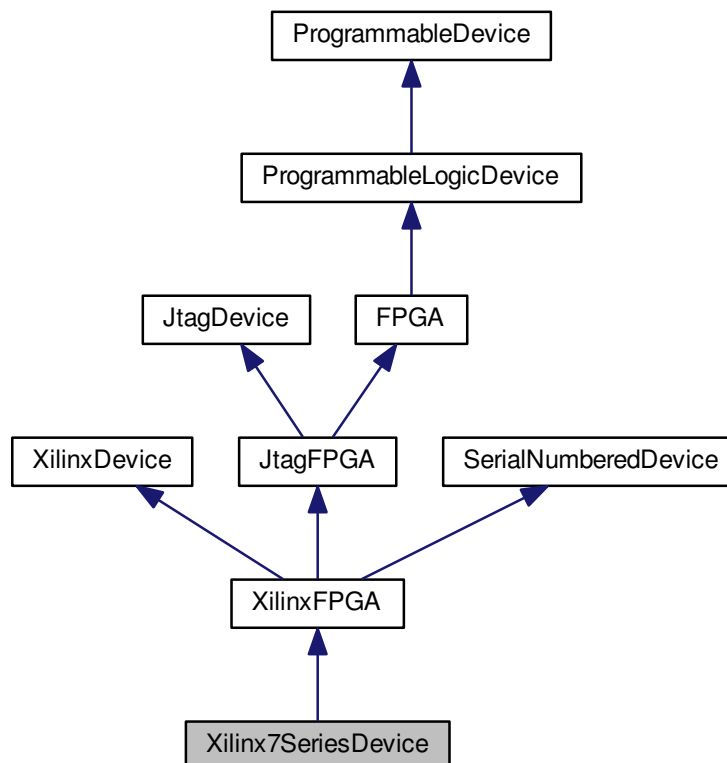 ProgrammableDevice
ProgrammableLogicDevice
JtagDevice
FPGA
XilinxDevice
JtagFPGA
SerialNumberedDevice
XilinxFPGA
Xilinx7SeriesDevice